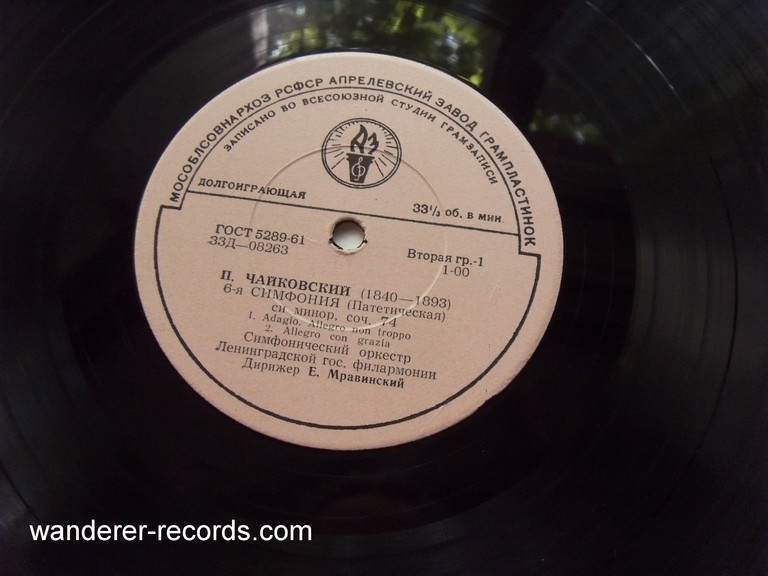 МОСОБЛСОВНАРХОЗ РСФСР АПРЕЛЕВСКИЙ ЗАВОД ГРАМПЛАСТИНОК
ЗАПИСАНО ВО ВСЕСОЮЗНОЙ СТУДИИ ГРАМЗАПИСИ
АЗ
ДОЛГОИГРАЮЩАЯ
33⅓ об. в мин.
ГОСТ 5289-61
33Д—08263
Вторая гр.-1
1-00
П. ЧАЙКОВСКИЙ (1840—1893)
6-я СИМФОНИЯ (Патетическая)
си минор, соч. 74
1. Adagio, Allegro non troppo
2. Allegro con grazia
Симфонический оркестр
Ленинградской гос. филармонии
Дирижер Е. Мравинский
wanderer-records.com